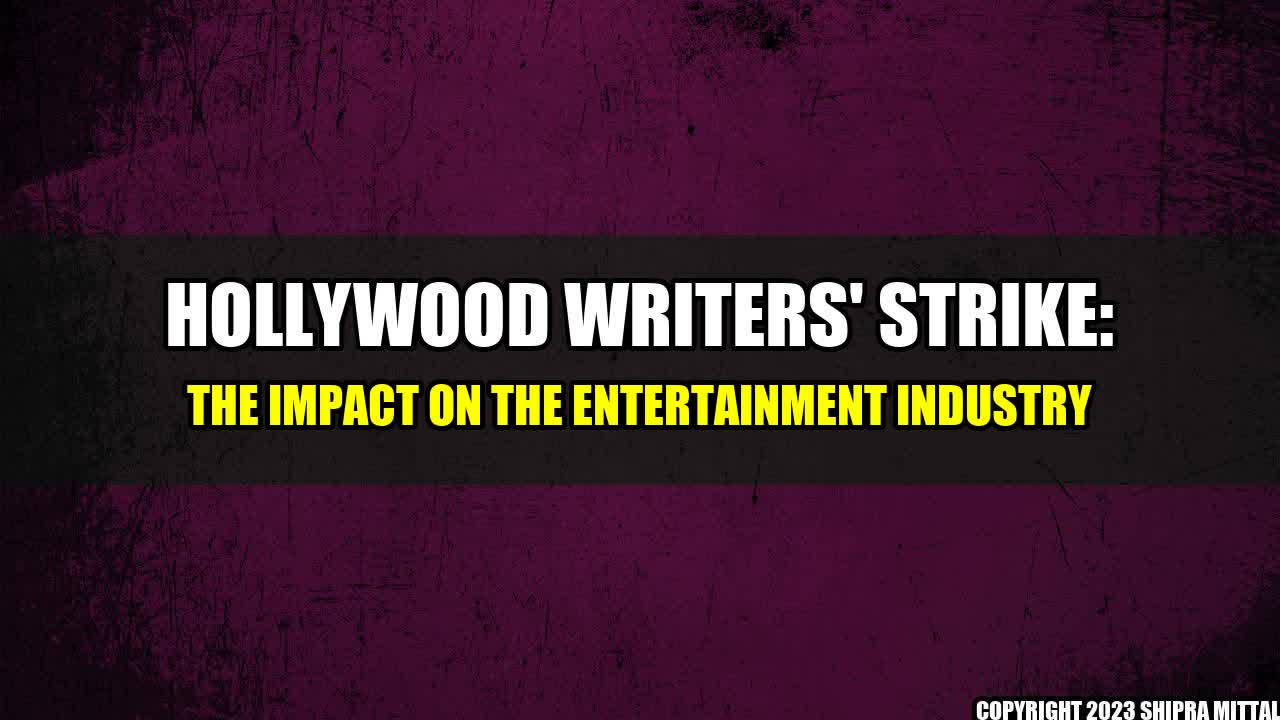 HOLLYWOOD WRITERS' STRIKE:
THE IMPACT ON THE ENTERTAINMENT INDUSTRY
COPYRIGHT 2023 SHIPRA MITTAL